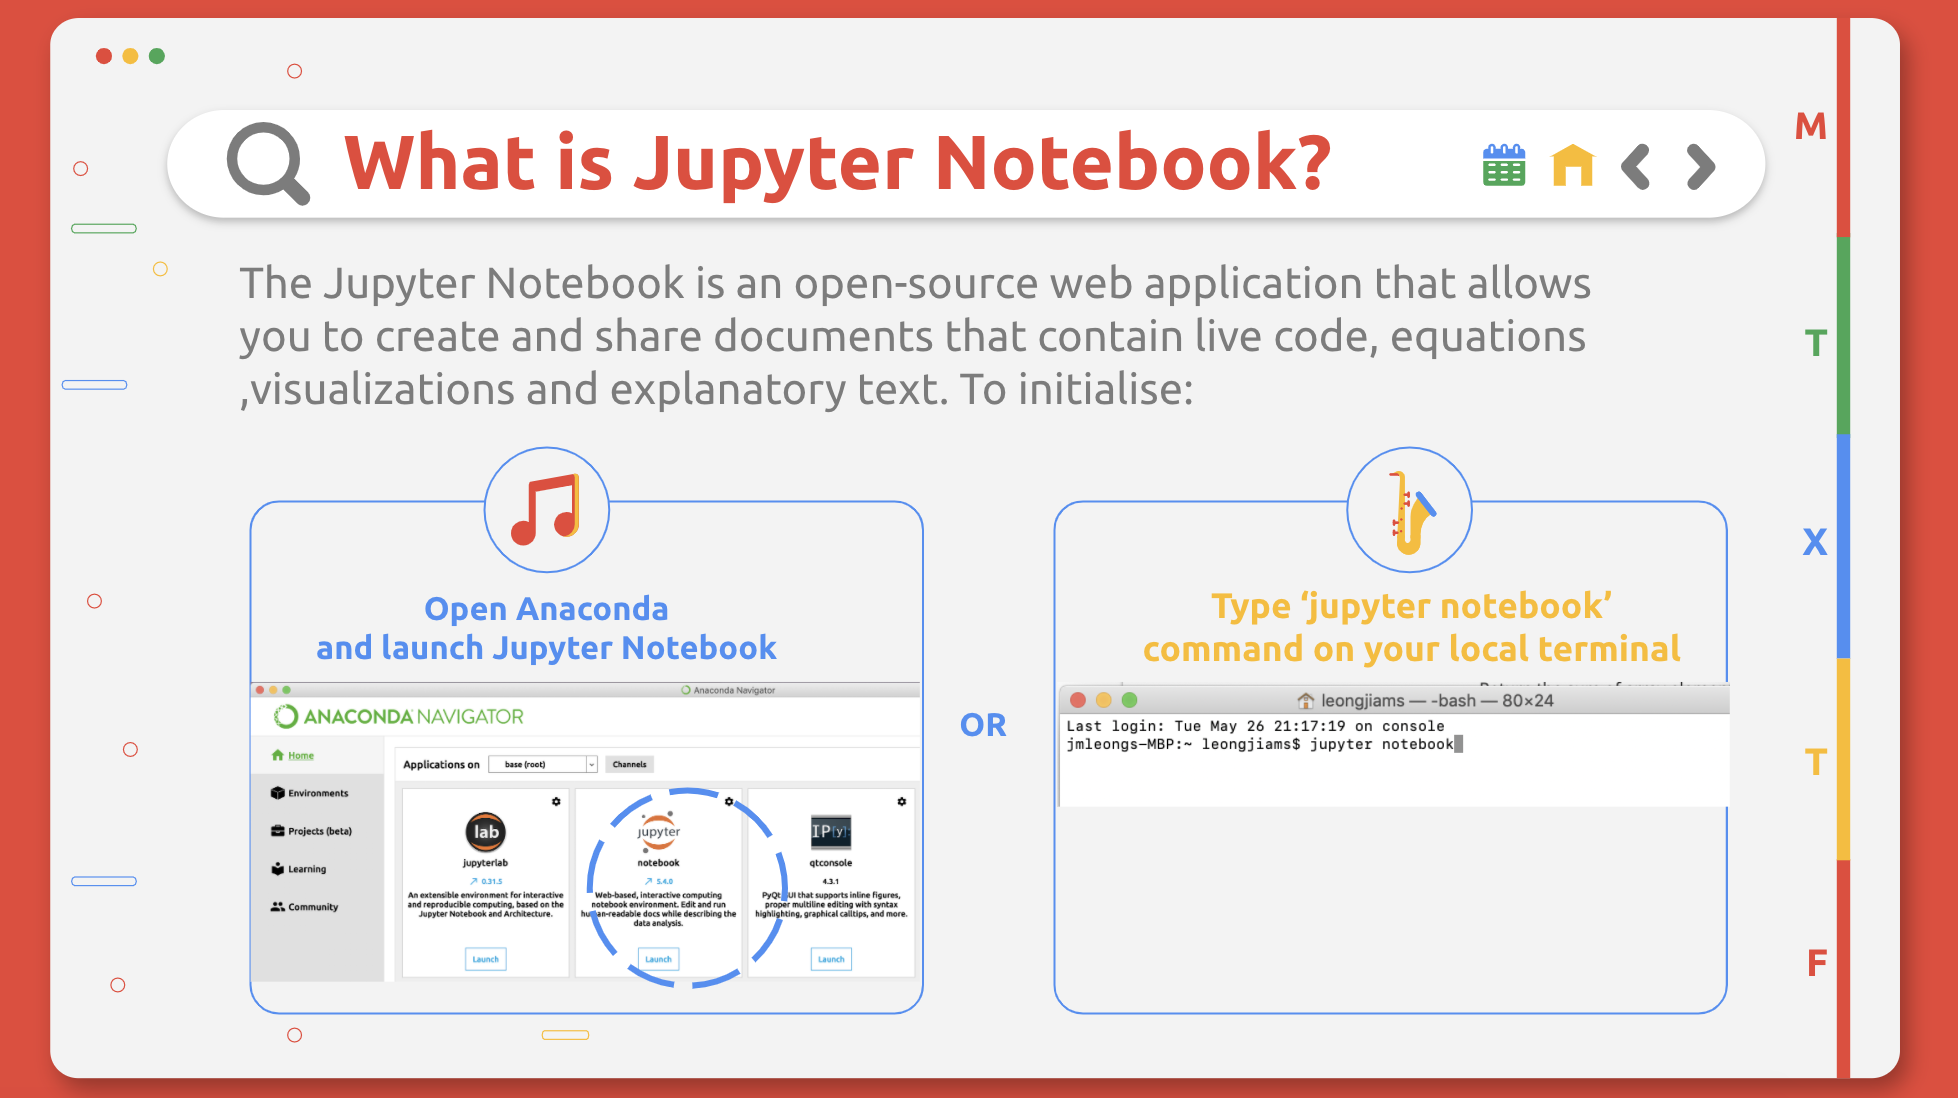 What is Jupyter Notebook?
The Jupyter Notebook is an open-source web application that allows
you to create and share documents that contain live code, equations
,visualizations and explanatory text. To initialise:
Open Anaconda
and launch Jupyter Notebook
Anaconda Navigator
ANACONDA NAVIGATOR
Home
Environments
Projects (beta)
Learning
Community
Applications on
base (root)
Channels
lab
jupyterlab
0.31.5
An extensible environment for interactive
and reproducible computing, based on the
Jupyter Notebook and Architecture.
Launch
jupyter
notebook
5.4.0
Web-based, interactive computing
notebook environment. Edit and run
human-readable docs while describing the
data analysis.
Launch
IP[y]:
qtconsole
4.3.1
PyQt GUI that supports inline figures,
proper multiline editing with syntax
highlighting, graphical calltips, and more.
Launch
OR
Type ‘jupyter notebook’
command on your local terminal
leongjiams — -bash — 80×24
Last login: Tue May 26 21:17:19 on console
jmleongs-MBP:~ leongjiams$ jupyter notebook
M
T
X
T
F